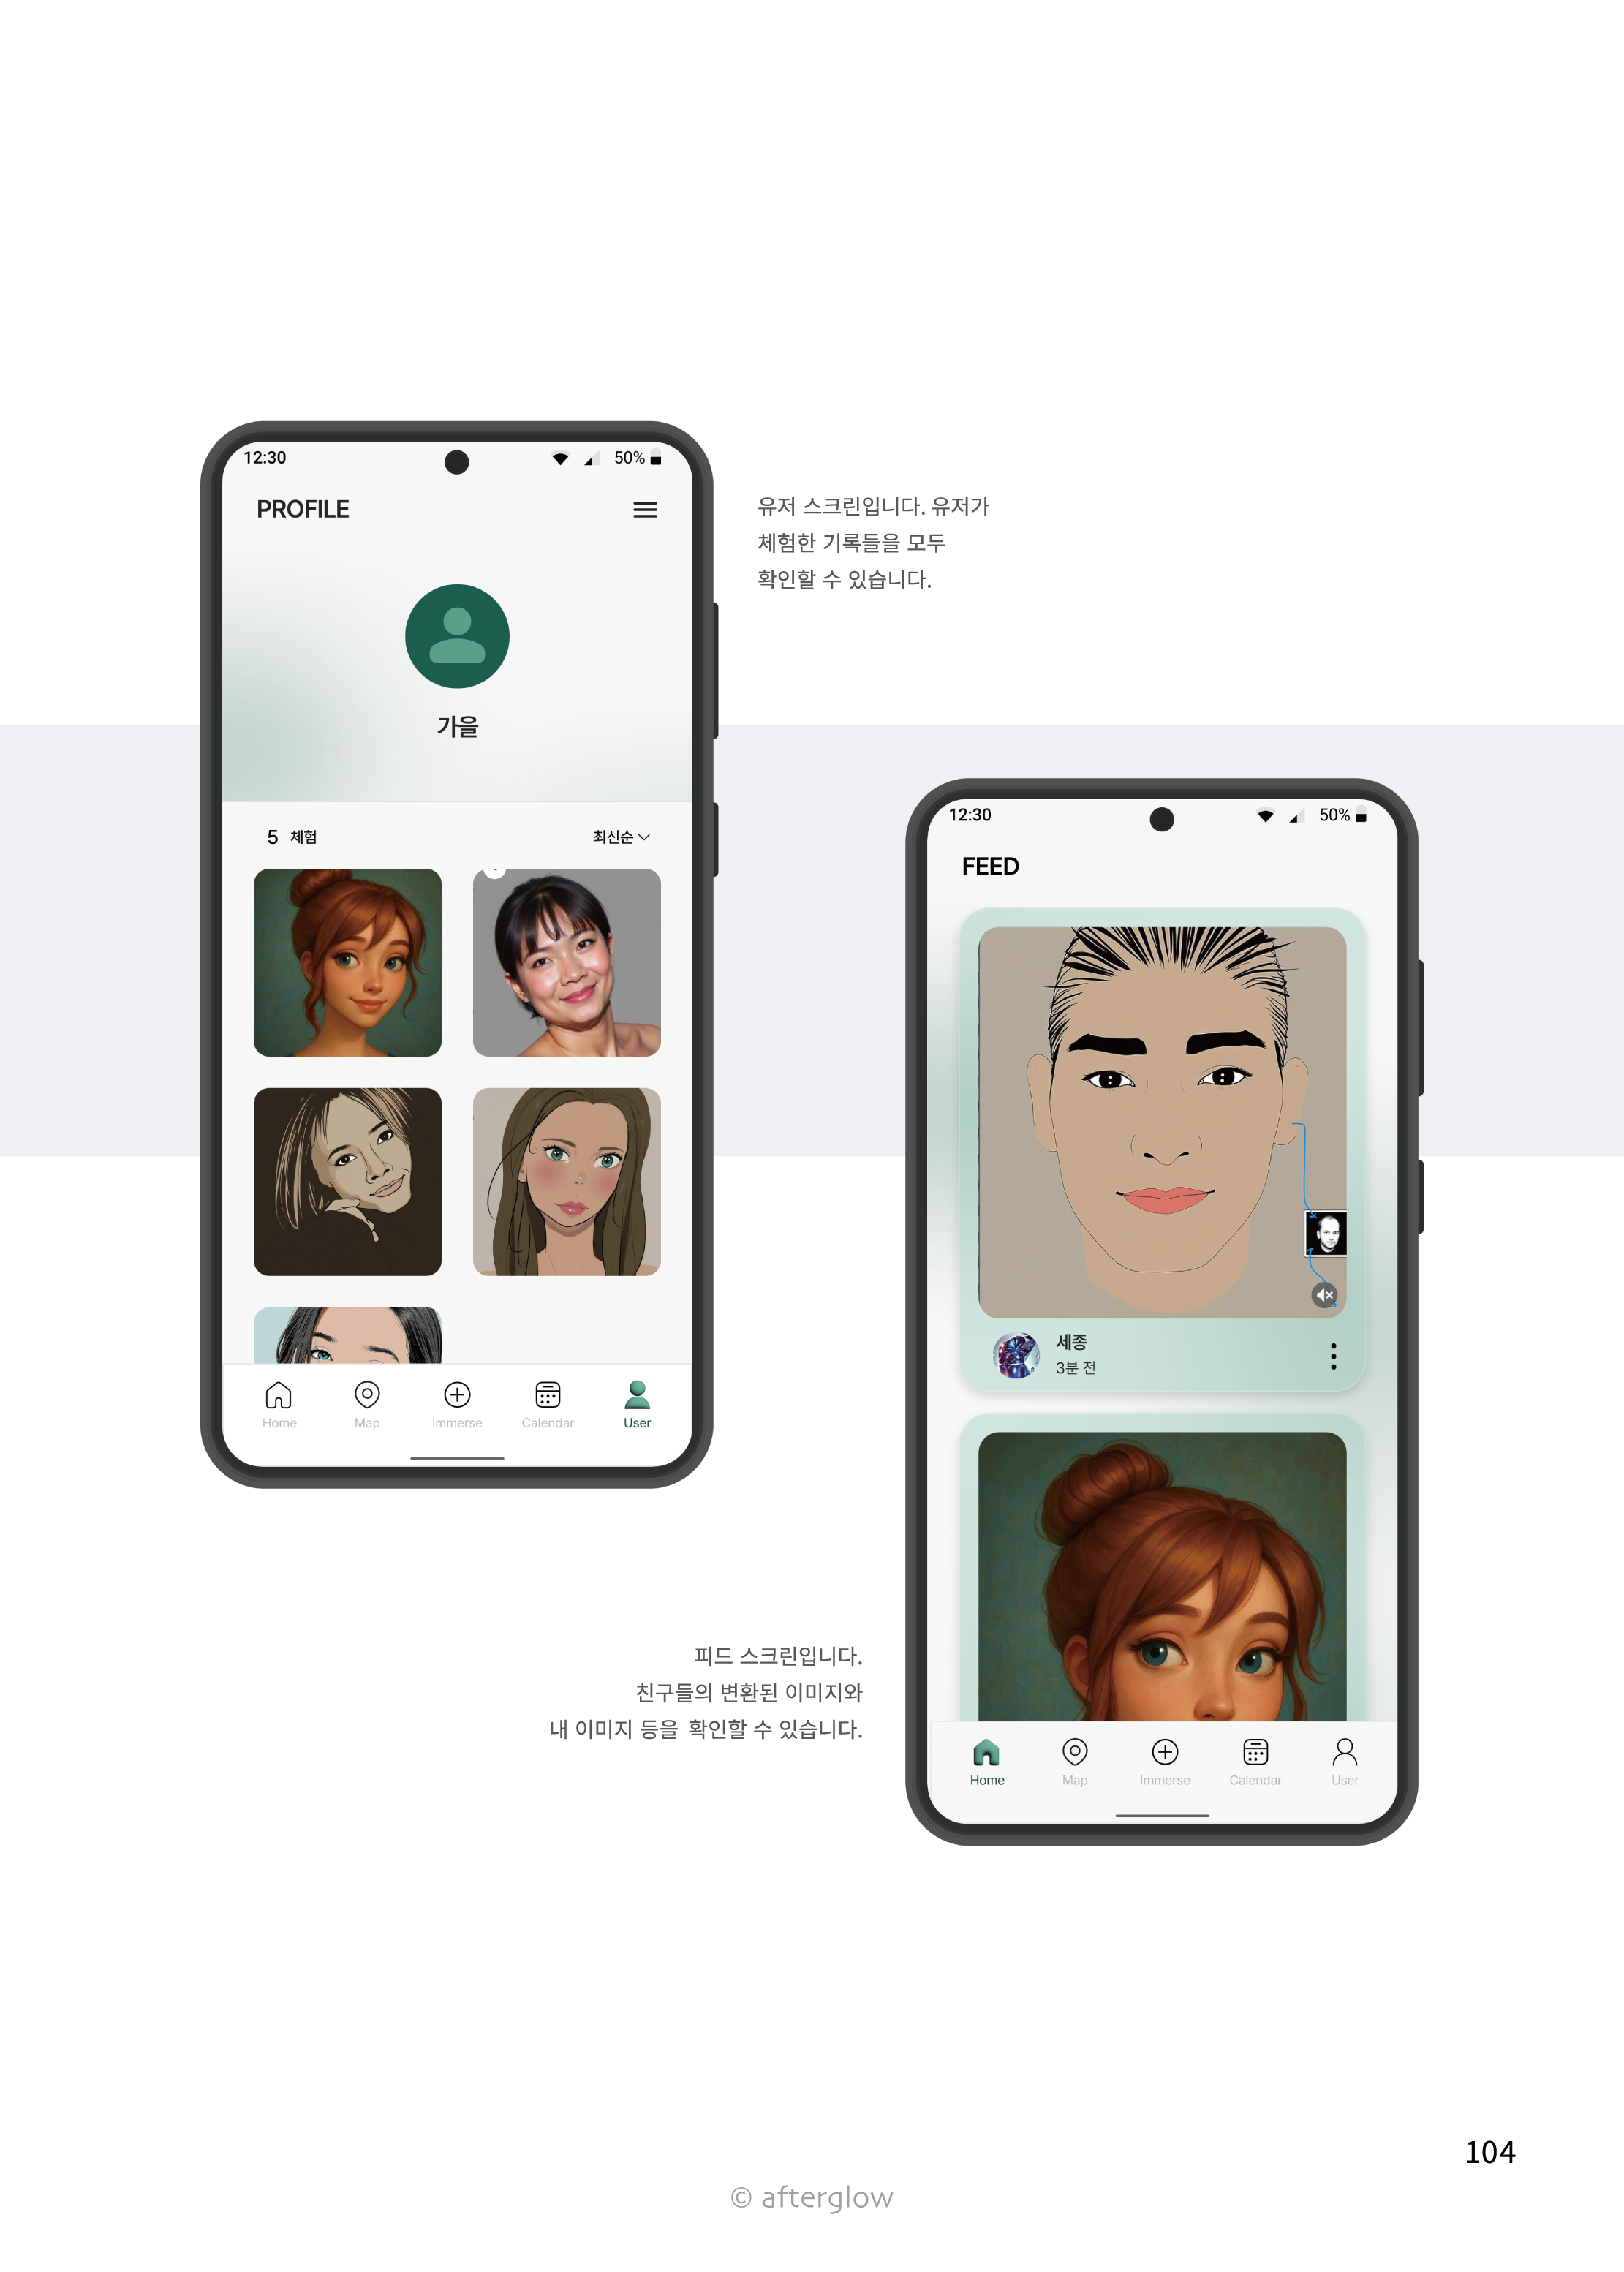 12:30
50%
PROFILE
유저 스크린입니다. 유저가
체험한 기록들을 모두
확인할 수 있습니다.
가을
5 체험
최신순
Home
Map
Immerse
Calendar
User
12:30
50%
FEED
세종
3분 전
Home
Map
Immerse
Calendar
User
피드 스크린입니다.
친구들의 변환된 이미지와
내 이미지 등을 확인할 수 있습니다.
104
© afterglow